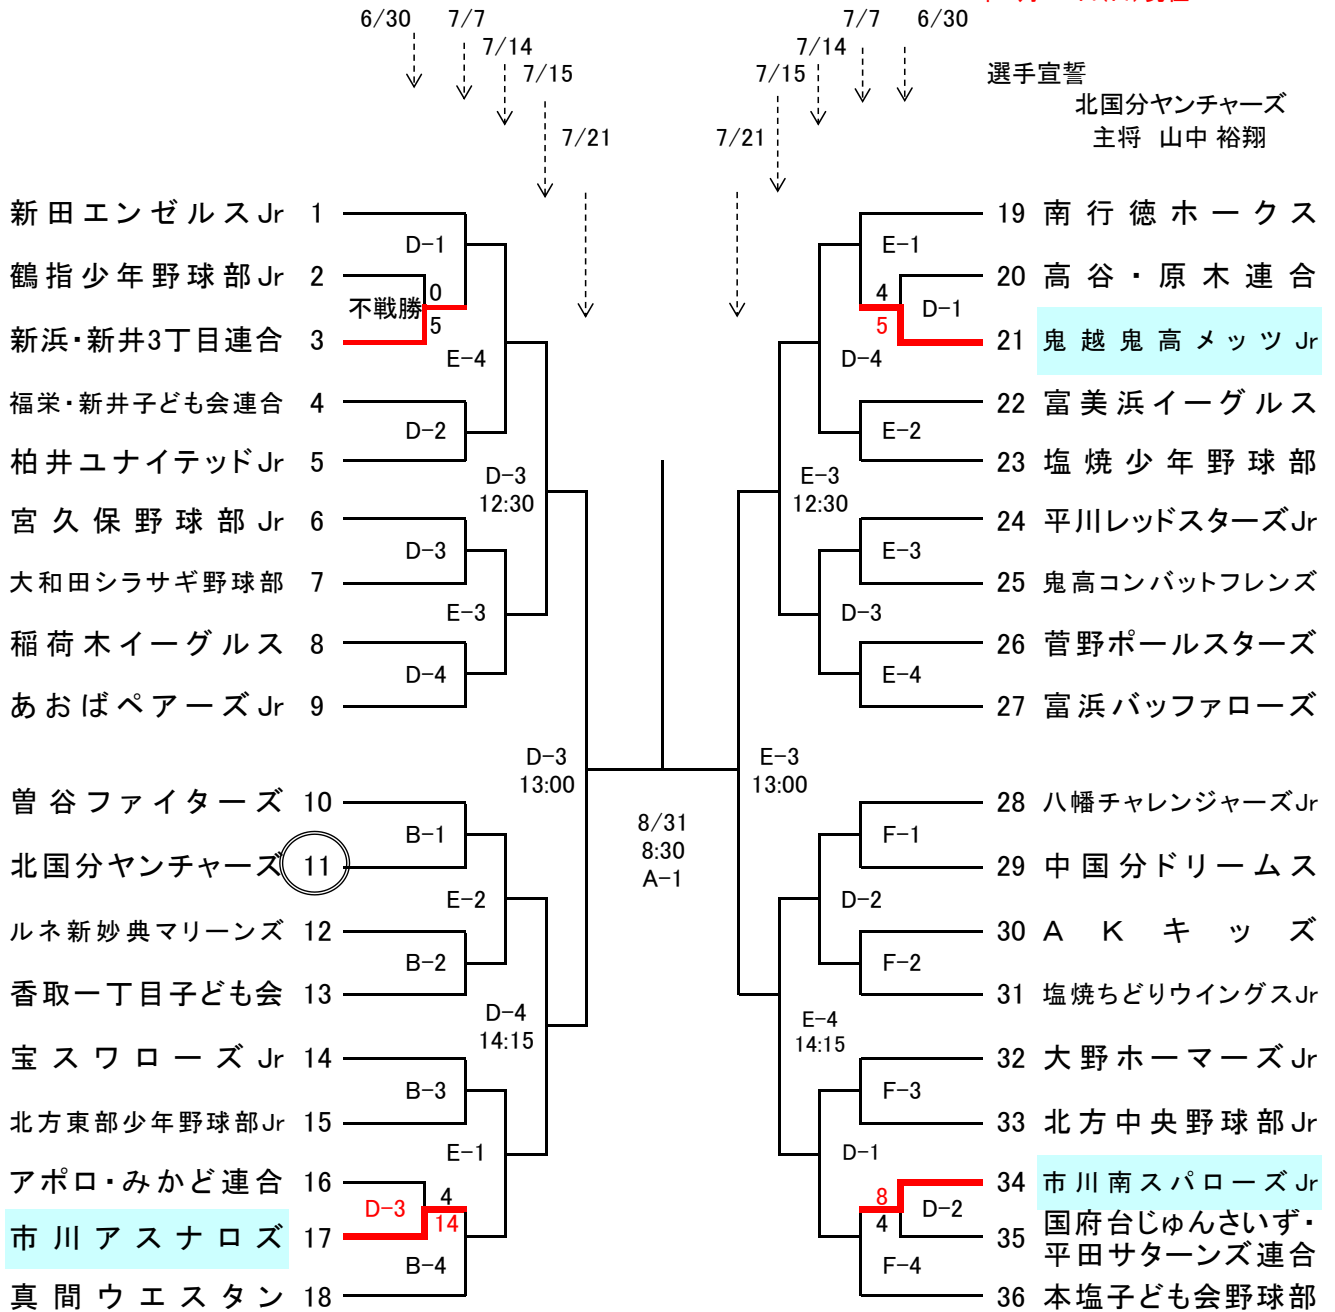 6/30 7/7 7/7 6/30
7/14 7/14
7/15 7/15
7/21 7/21
選手宣誓
北国分ヤンチャーズ
主将 山中 裕翔
新田エンゼルスJr 1
D-1
鶴指少年野球部Jr 2
不戦勝 0
5
新浜・新井3丁目連合 3
E-4
福栄・新井子ども会連合 4
D-2
柏井ユナイテッドJr 5
D-3
12:30
宮久保野球部Jr 6
D-3
大和田シラサギ野球部 7
E-3
稲荷木イーグルス 8
D-4
あおばペアーズJr 9
D-3
13:00
曽谷ファイターズ 10
B-1
北国分ヤンチャーズ 11
E-2
ルネ新妙典マリーンズ 12
B-2
香取一丁目子ども会 13
D-4
14:15
宝スワローズJr 14
B-3
北方東部少年野球部Jr 15
E-1
アポロ・みかど連合 16
D-3 4
14
市川アスナロズ 17
B-4
真間ウエスタン 18
8/31
8:30
A-1
19 南行徳ホークス
E-1
20 高谷・原木連合
4 D-1
5
21 鬼越鬼高メッツJr
D-4
22 富美浜イーグルス
E-2
23 塩焼少年野球部
E-3
12:30
24 平川レッドスターズJr
E-3
25 鬼高コンバットフレンズ
D-3
26 菅野ポールスターズ
E-4
27 富浜バッファローズ
E-3
13:00
28 八幡チャレンジャーズJr
F-1
29 中国分ドリームス
D-2
30 AKキッズ
F-2
31 塩焼ちどりウイングスJr
E-4
14:15
32 大野ホーマーズJr
F-3
33 北方中央野球部Jr
D-1
34 市川南スパローズJr
8 D-2
4
35 国府台じゅんさいず・
平田サターンズ連合
F-4
36 本塩子ども会野球部